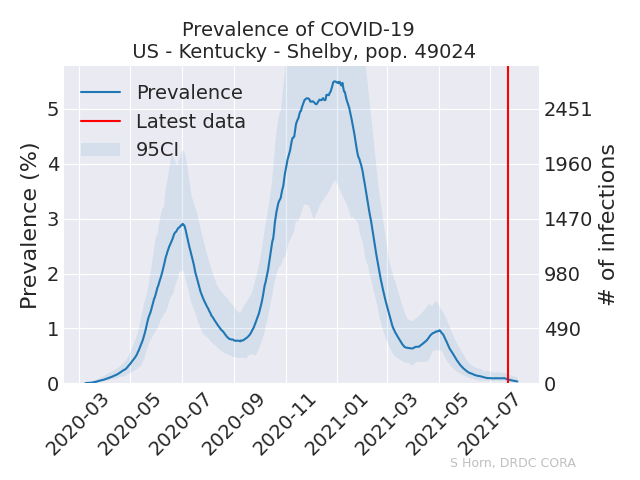 Prevalence of COVID-19
US - Kentucky - Shelby, pop. 49024
Prevalence
Latest data
95CI
Prevalence (%)
5
4
3
2
1
0
2451
1960
1470
980
490
0
# of infections
2020-03
2020-05
2020-07
2020-09
2020-11
2021-01
2021-03
2021-05
2021-07
S Horn, DRDC CORA